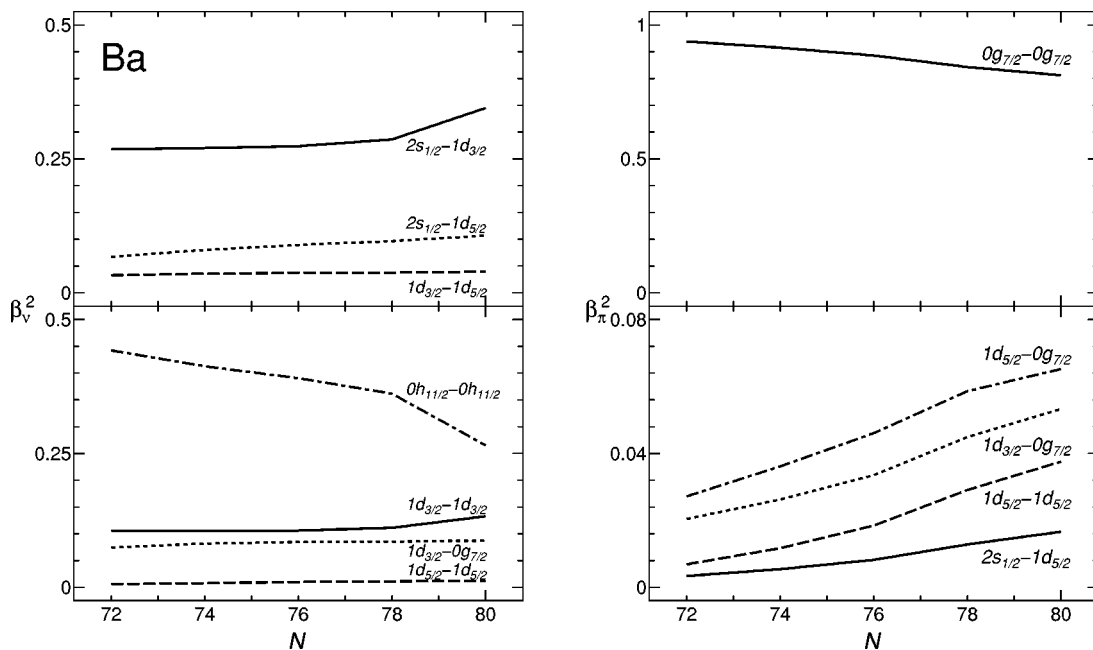 Ba
0.5
0.25
0
2s1/2−1d3/2
2s1/2−1d5/2
1d3/2−1d5/2
βν2
0.5
0.25
0
0h11/2−0h11/2
1d3/2−1d3/2
1d3/2−0g7/2
1d5/2−1d5/2
72 74 76 78 80
N
1
0.5
0
0g7/2−0g7/2
βπ2
0.08
0.04
0
1d5/2−0g7/2
1d3/2−0g7/2
1d5/2−1d5/2
2s1/2−1d5/2
72 74 76 78 80
N